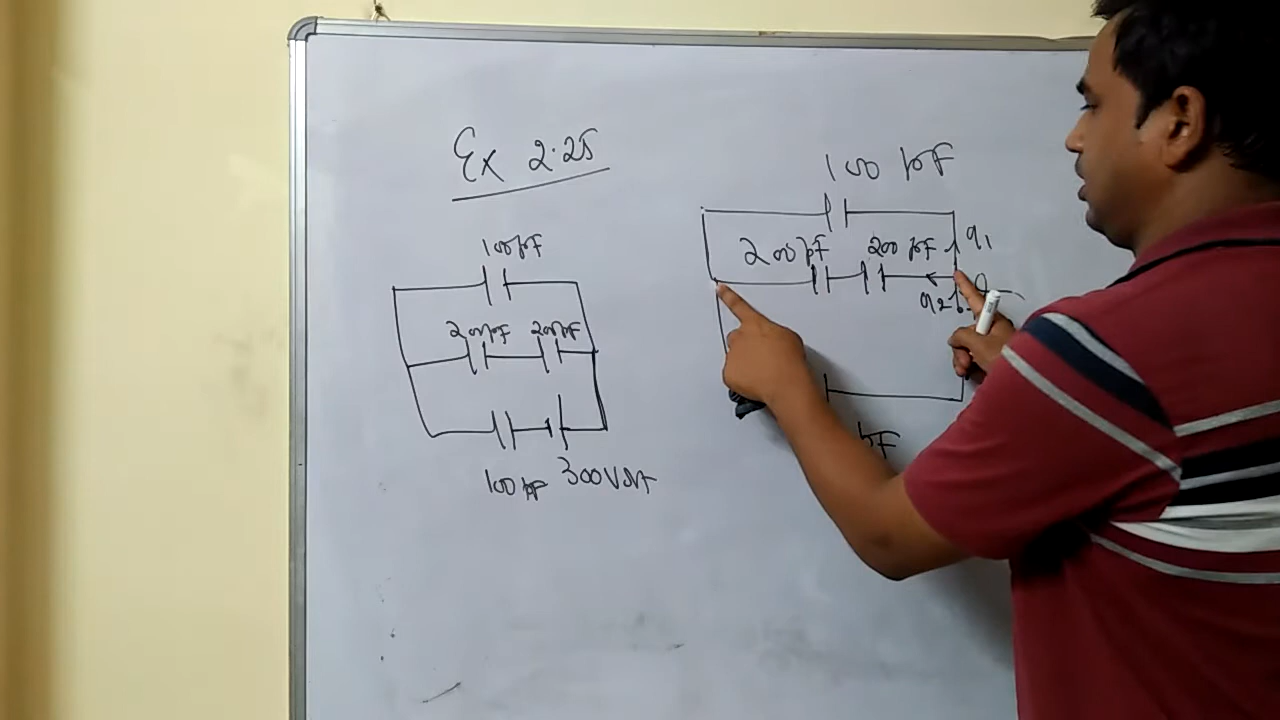 Ex 2.25
100 pF
200 pF 200 pF
100 pF 300 Volt
100 pF
200 pF 200 pF q1
q2
pF